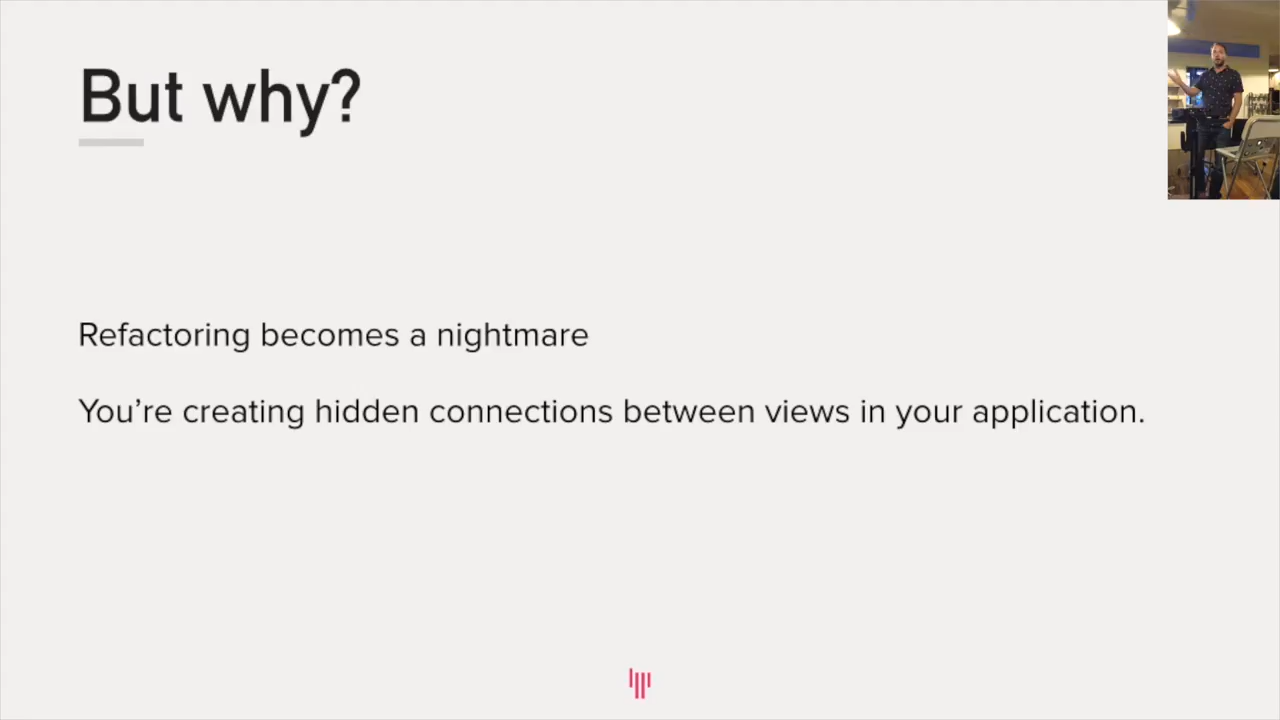 But why?
Refactoring becomes a nightmare
You’re creating hidden connections between views in your application.